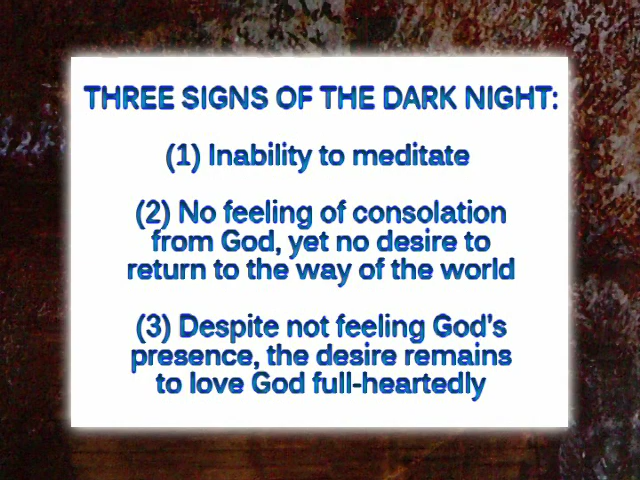 THREE SIGNS OF THE DARK NIGHT:
(1) Inability to meditate
(2) No feeling of consolation
from God, yet no desire to
return to the way of the world
(3) Despite not feeling God's
presence, the desire remains
to love God full-heartedly